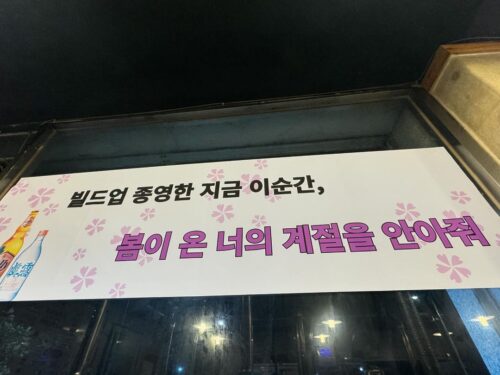 빌드업 종영한 지금 이순간,
봄이 온 너의 계절을 안아줘